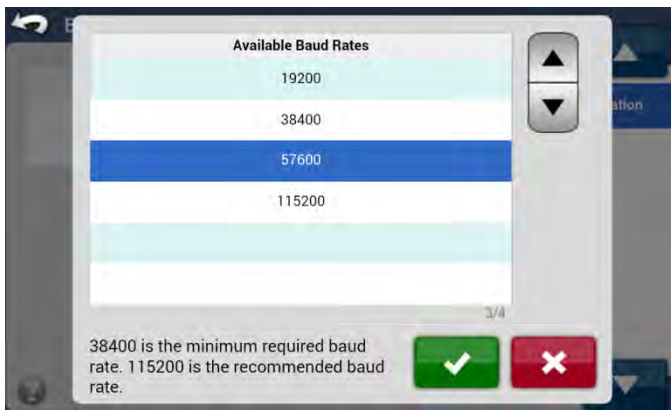 E
Available Baud Rates
19200
38400
ation
57600
115200
3/4
38400 is the minimum required baud
rate. 115200 is the recommended baud
rate.